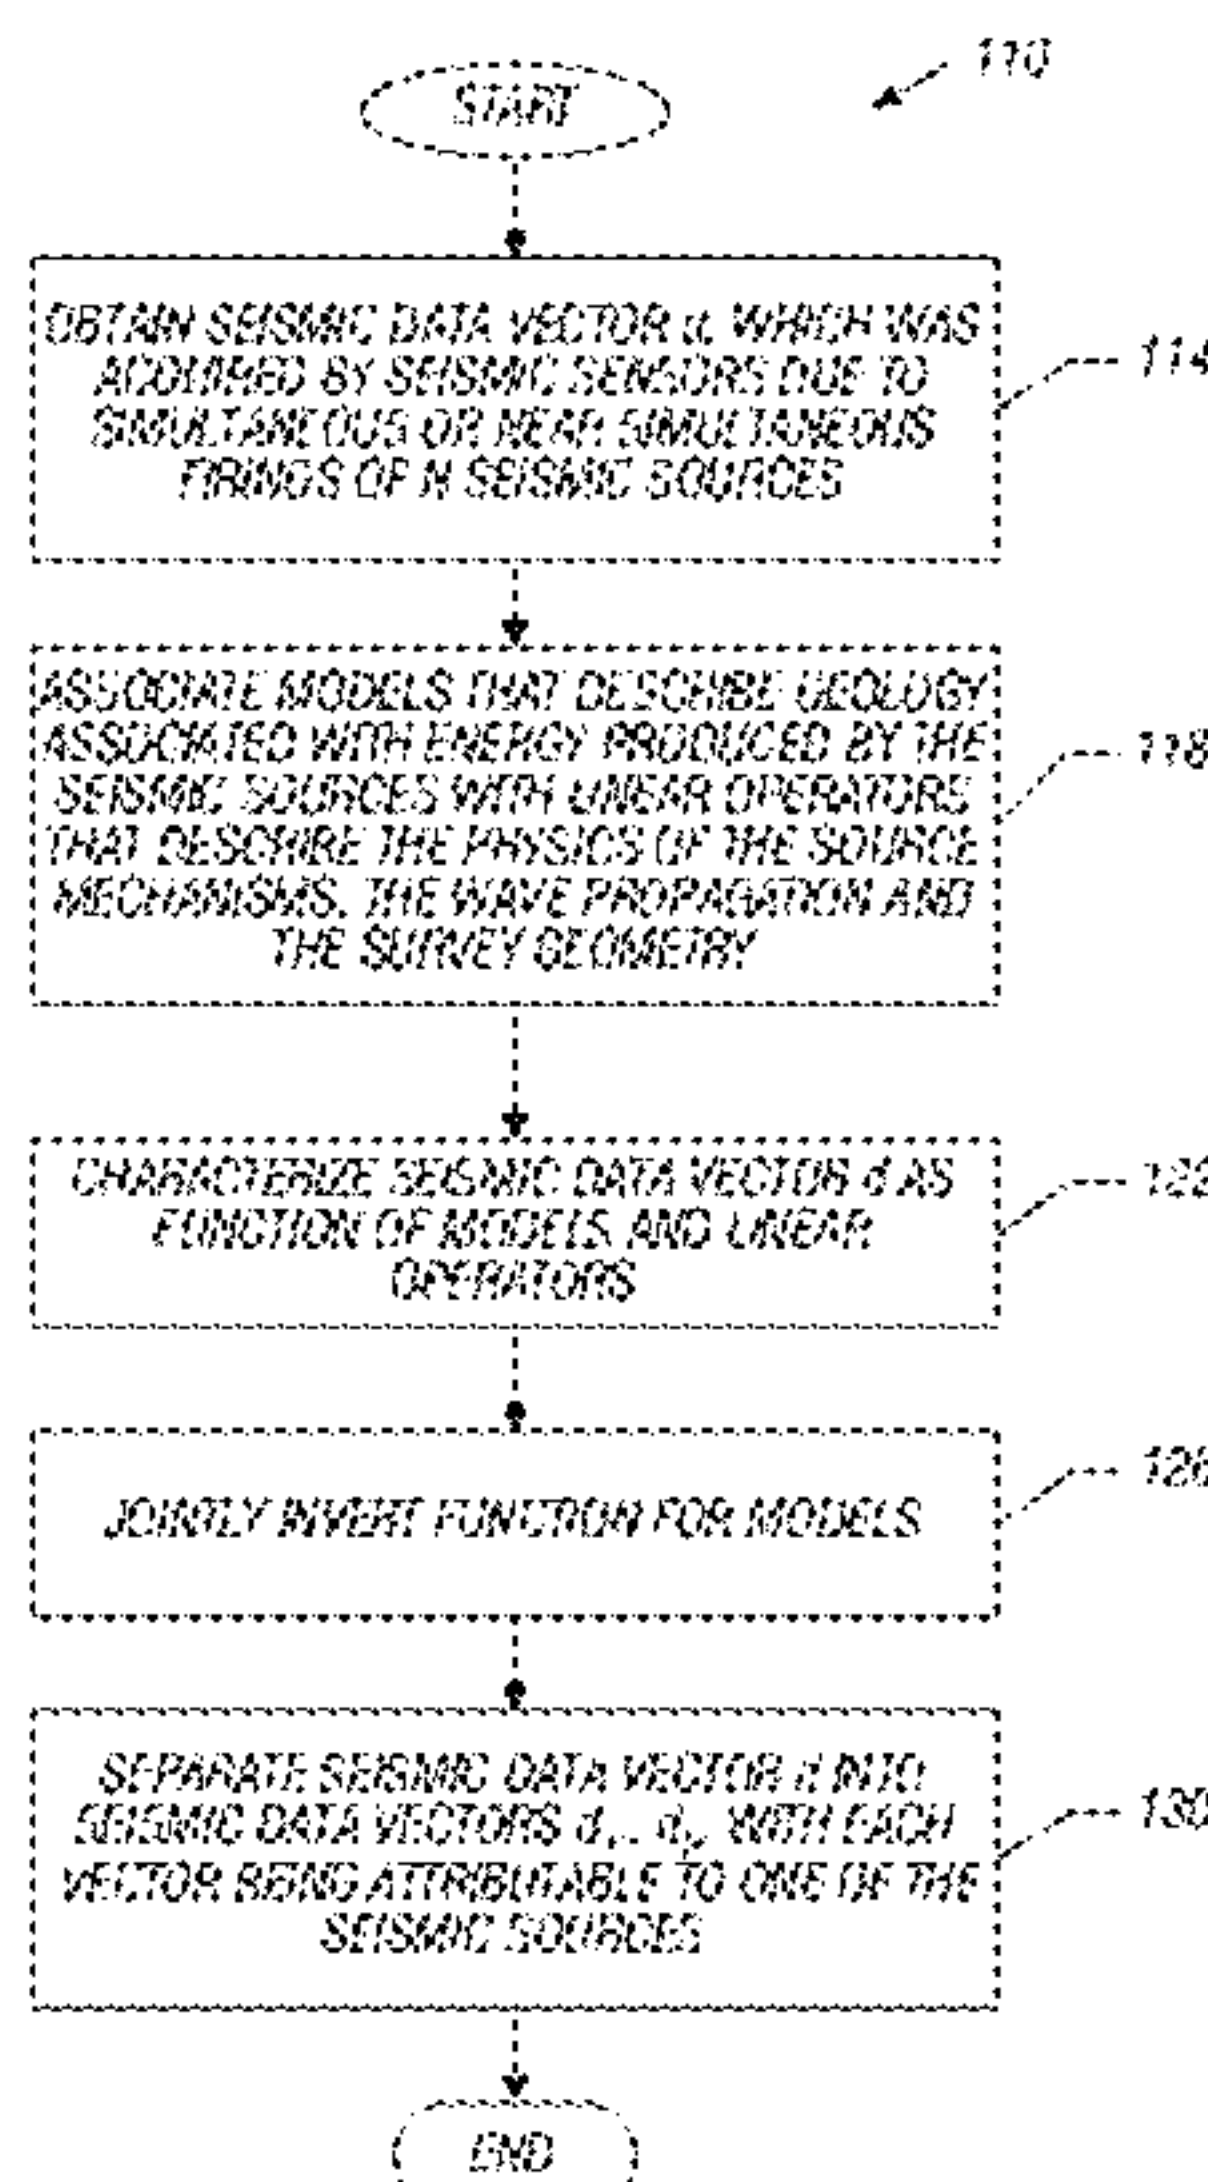 110
START
OBTAIN SEISMIC DATA VECTOR d, WHICH WAS
ACQUIRED BY SEISMIC SENSORS DUE TO
SIMULTANEOUS OR NEAR SIMULTANEOUS
FIRINGS OF N SEISMIC SOURCES
114
ASSOCIATE MODELS THAT DESCRIBE GEOLOGY
ASSOCIATED WITH ENERGY PRODUCED BY THE
SEISMIC SOURCES WITH LINEAR OPERATORS
THAT DESCRIBE THE PHYSICS OF THE SOURCE
MECHANISMS, THE WAVE PROPAGATION AND
THE SURVEY GEOMETRY
118
CHARACTERIZE SEISMIC DATA VECTOR d AS
FUNCTION OF MODELS AND LINEAR
OPERATORS
122
JOINTLY INVERT FUNCTION FOR MODELS
126
SEPARATE SEISMIC DATA VECTOR d INTO
SEISMIC DATA VECTORS d₁... WITH EACH
VECTOR BEING ATTRIBUTABLE TO ONE OF THE
SEISMIC SOURCES
130
END